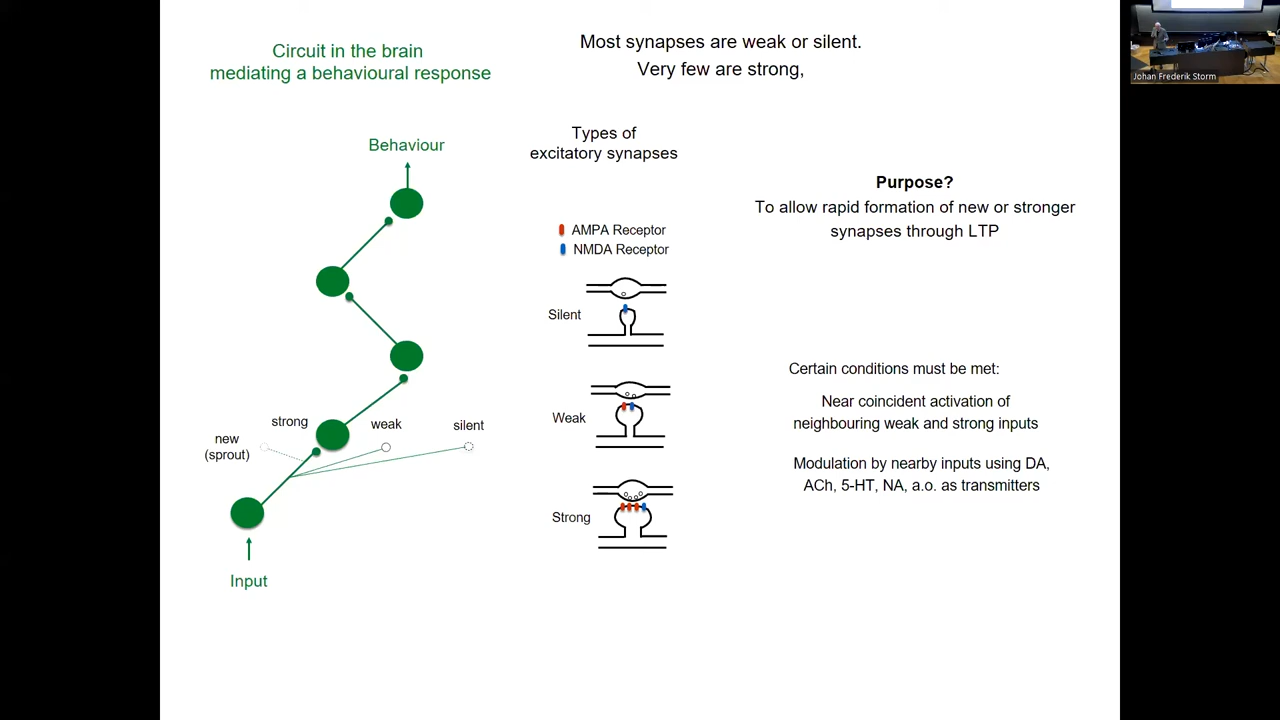 Circuit in the brain
mediating a behavioural response
Most synapses are weak or silent.
Very few are strong,
Behaviour
Types of
excitatory synapses
Purpose?
To allow rapid formation of new or stronger
synapses through LTP
AMPA Receptor
NMDA Receptor
Silent
Weak
Strong
Certain conditions must be met:
Near coincident activation of
neighbouring weak and strong inputs
Modulation by nearby inputs using DA,
ACh, 5-HT, NA, a.o. as transmitters
strong
weak
silent
new
(sprout)
Input
Johan Frederik Storm